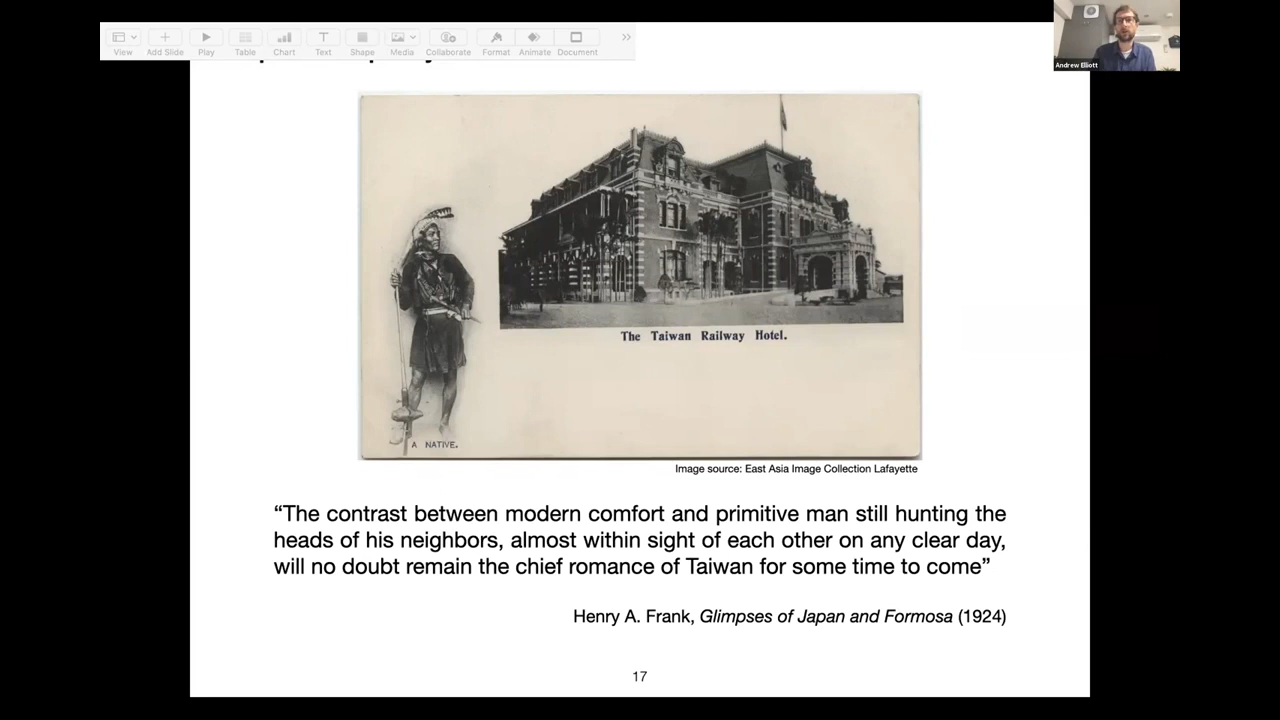 View
Add Slide
Play
Table
Chart
Text
Shape
Media
Collaborate
Format
Animate
Document
Andrew Elliott
The Taiwan Railway Hotel.
A NATIVE.
Image source: East Asia Image Collection Lafayette
“The contrast between modern comfort and primitive man still hunting the
heads of his neighbors, almost within sight of each other on any clear day,
will no doubt remain the chief romance of Taiwan for some time to come”
Henry A. Frank, Glimpses of Japan and Formosa (1924)
17